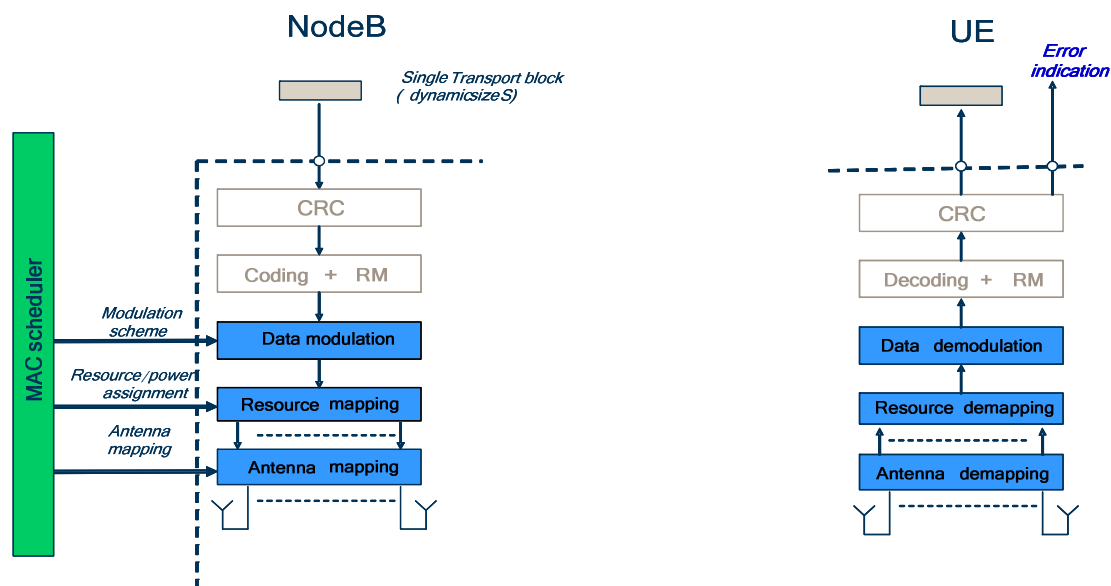 NodeB
UE
Single Transport block
( dynamicsize S)
Error
indication
CRC
CRC
Coding + RM
Decoding + RM
MAC scheduler
Modulation
scheme
Data modulation
Data demodulation
Resource/power
assignment
Resource mapping
Resource demapping
Antenna
mapping
Antenna mapping
Antenna demapping